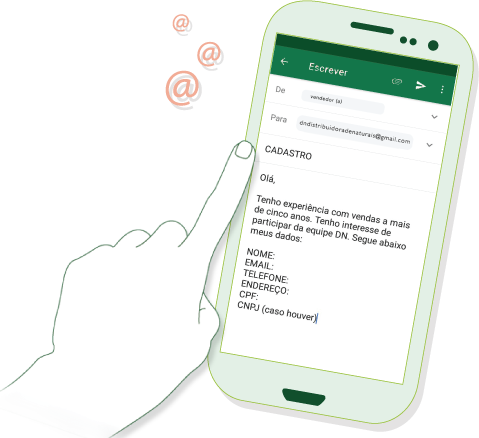 @
@
@
Escrever
De vendedor (a)
Para dndistribuidoradenaturais@gmail.com
CADASTRO
Olá,
Tenho experiência com vendas a mais
de cinco anos. Tenho interesse de
participar da equipe DN. Segue abaixo
meus dados:
NOME:
EMAIL:
TELEFONE:
ENDEREÇO:
CPF:
CNPJ (caso houver)